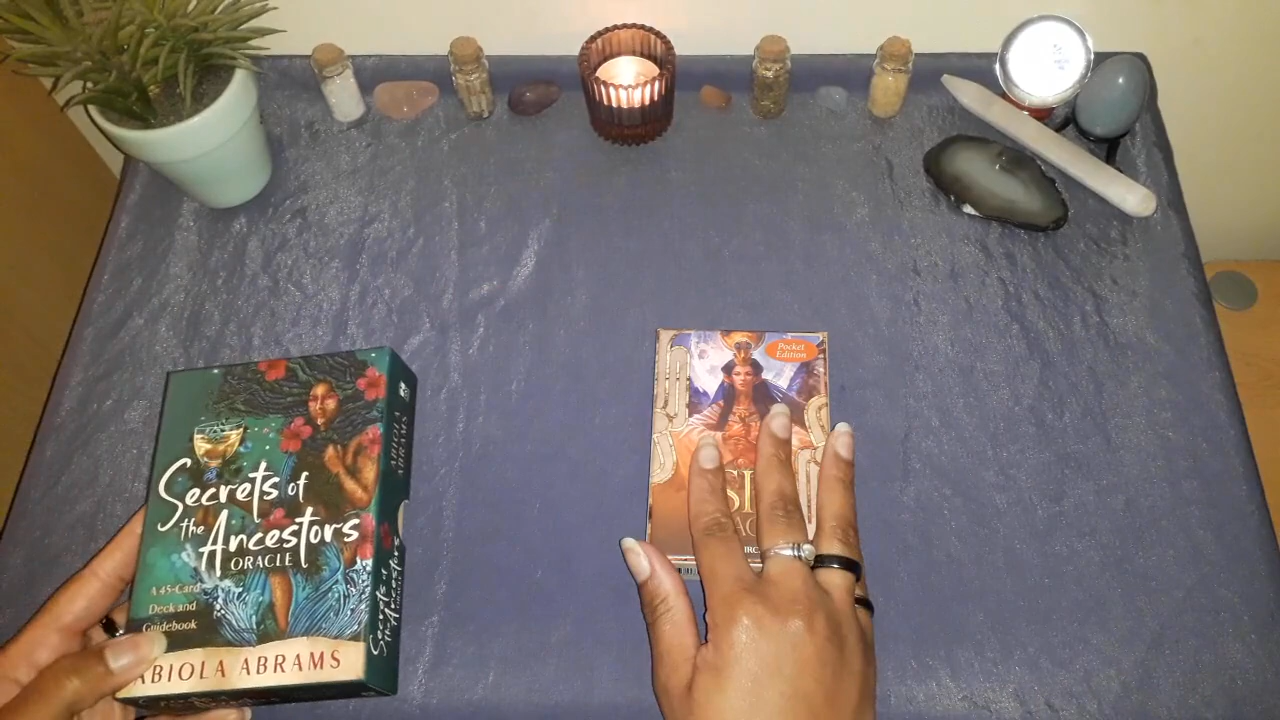 Secrets of
the Ancestors
ORACLE
A 45-Card
Deck and
Guidebook
ABIOLA ABRAMS
ABIOLA
ABRAMS
Secrets of
the Ancestors
ORACLE
Pocket
Edition